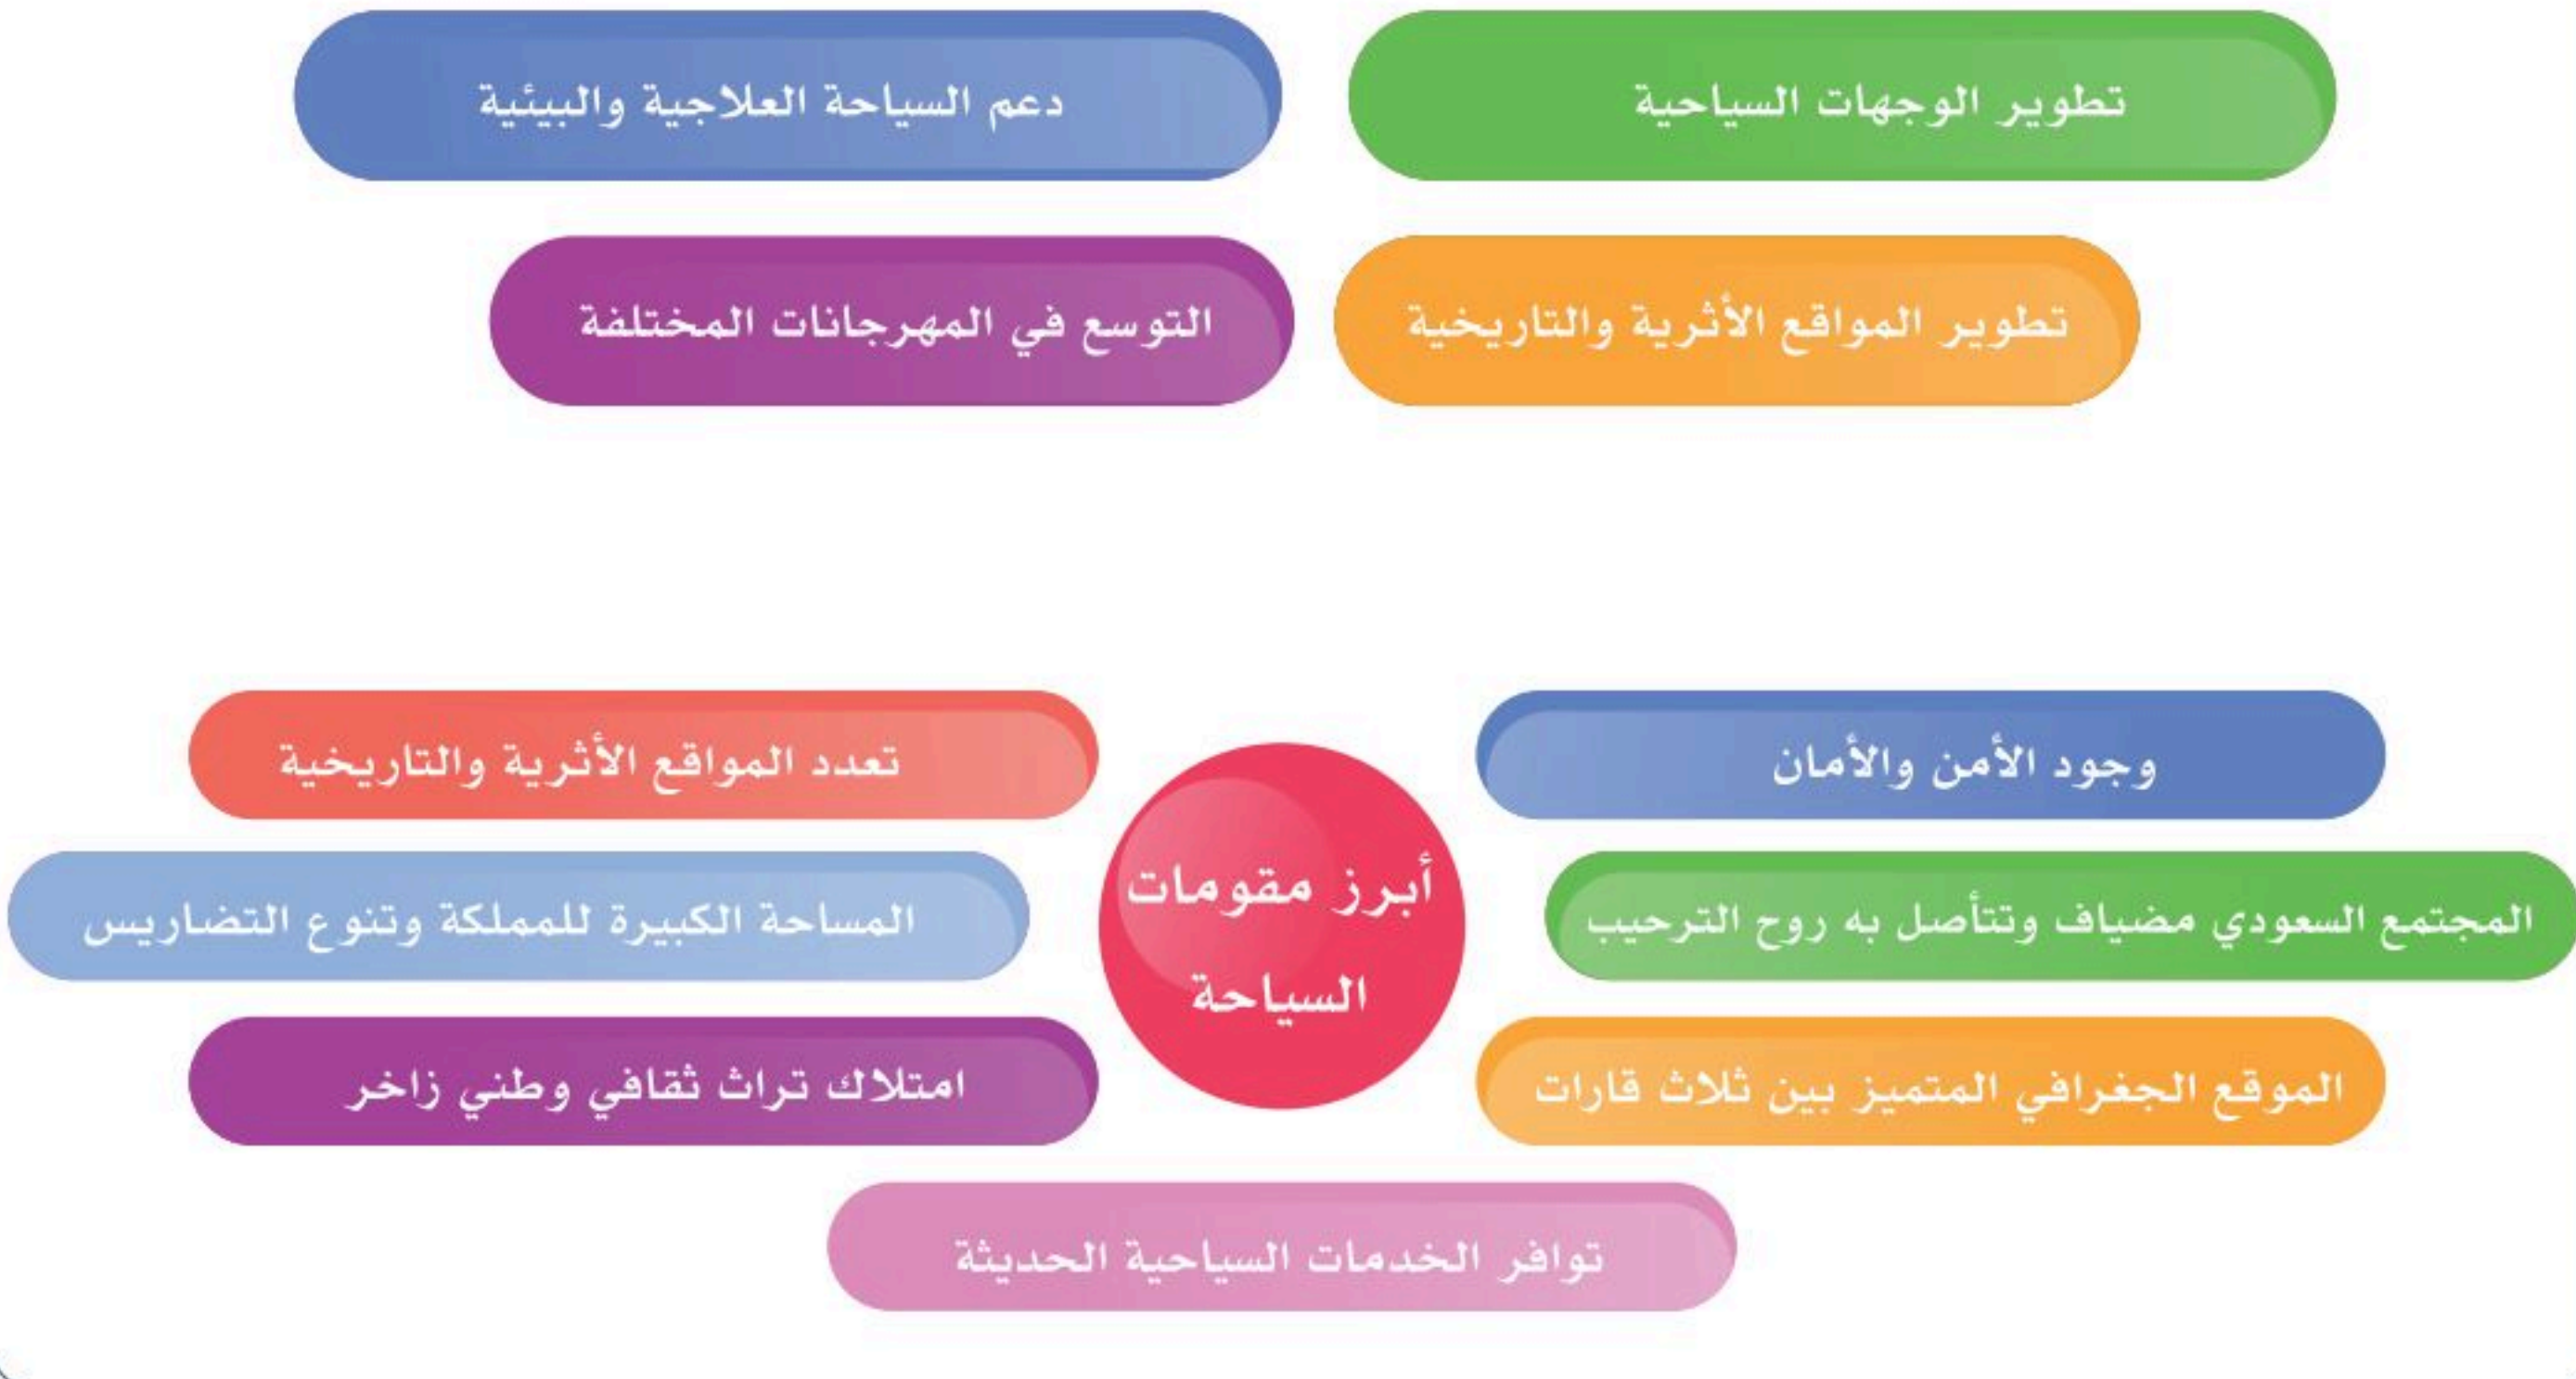 تطوير الوجهات السياحية
دعم السياحة العلاجية والبيئية
تطوير المواقع الأثرية والتاريخية
التوسع في المهرجانات المختلفة
أبرز مقومات
السياحة
وجود الأمن والأمان
تعدد المواقع الأثرية والتاريخية
المجتمع السعودي مضياف وتتأصل به روح الترحيب
المساحة الكبيرة للمملكة وتنوع التضاريس
الموقع الجغرافي المتميز بين ثلاث قارات
امتلاك تراث ثقافي وطني زاخر
توافر الخدمات السياحية الحديثة